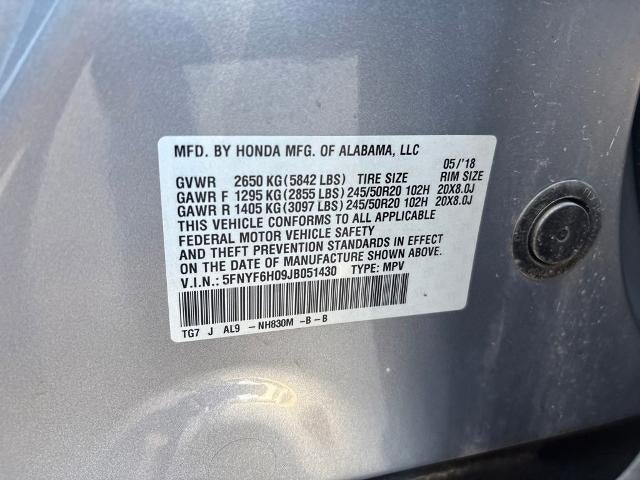 MFD. BY HONDA MFG. OF ALABAMA, LLC
05/'18
GVWR 2650 KG(5842 LBS) TIRE SIZE RIM SIZE
GAWR F 1295 KG(2855 LBS)245/50R20 102H 20X8.0J
GAWR R 1405 KG(3097 LBS)245/50R20 102H 20X8.0J
THIS VEHICLE CONFORMS TO ALL APPLICABLE
FEDERAL MOTOR VEHICLE SAFETY
AND THEFT PREVENTION STANDARDS IN EFFECT
ON THE DATE OF MANUFACTURE SHOWN ABOVE.
V.I.N.: 5FNYF6H09JB051430 TYPE: MPV
TG7 J AL9 -NH830M -B-B